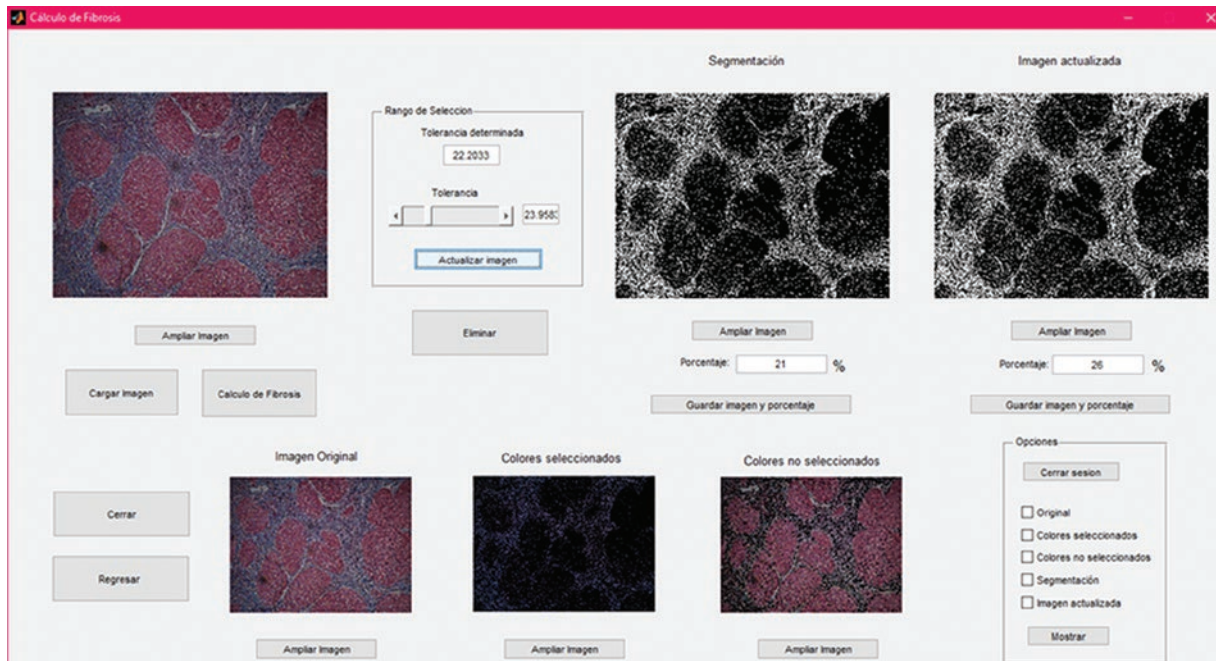 Cálculo de Fibrosis
Segmentación
Imagen actualizada
Rango de Seleccion
Tolerancia determinada
22.2033
Tolerancia
23.958
Actualizar imagen
Ampliar Imagen
Eliminar
Ampliar Imagen
Ampliar Imagen
Porcentaje: 21 %
Porcentaje: 26 %
Cargar Imagen
Calculo de Fibrosis
Guardar imagen y porcentaje
Guardar imagen y porcentaje
Imagen Original
Colores seleccionados
Colores no seleccionados
Opciones
Cerrar sesion
Original
Colores seleccionados
Colores no seleccionados
Segmentación
Imagen actualizada
Mostrar
Cerrar
Regresar
Ampliar Imagen
Ampliar Imagen
Ampliar Imagen